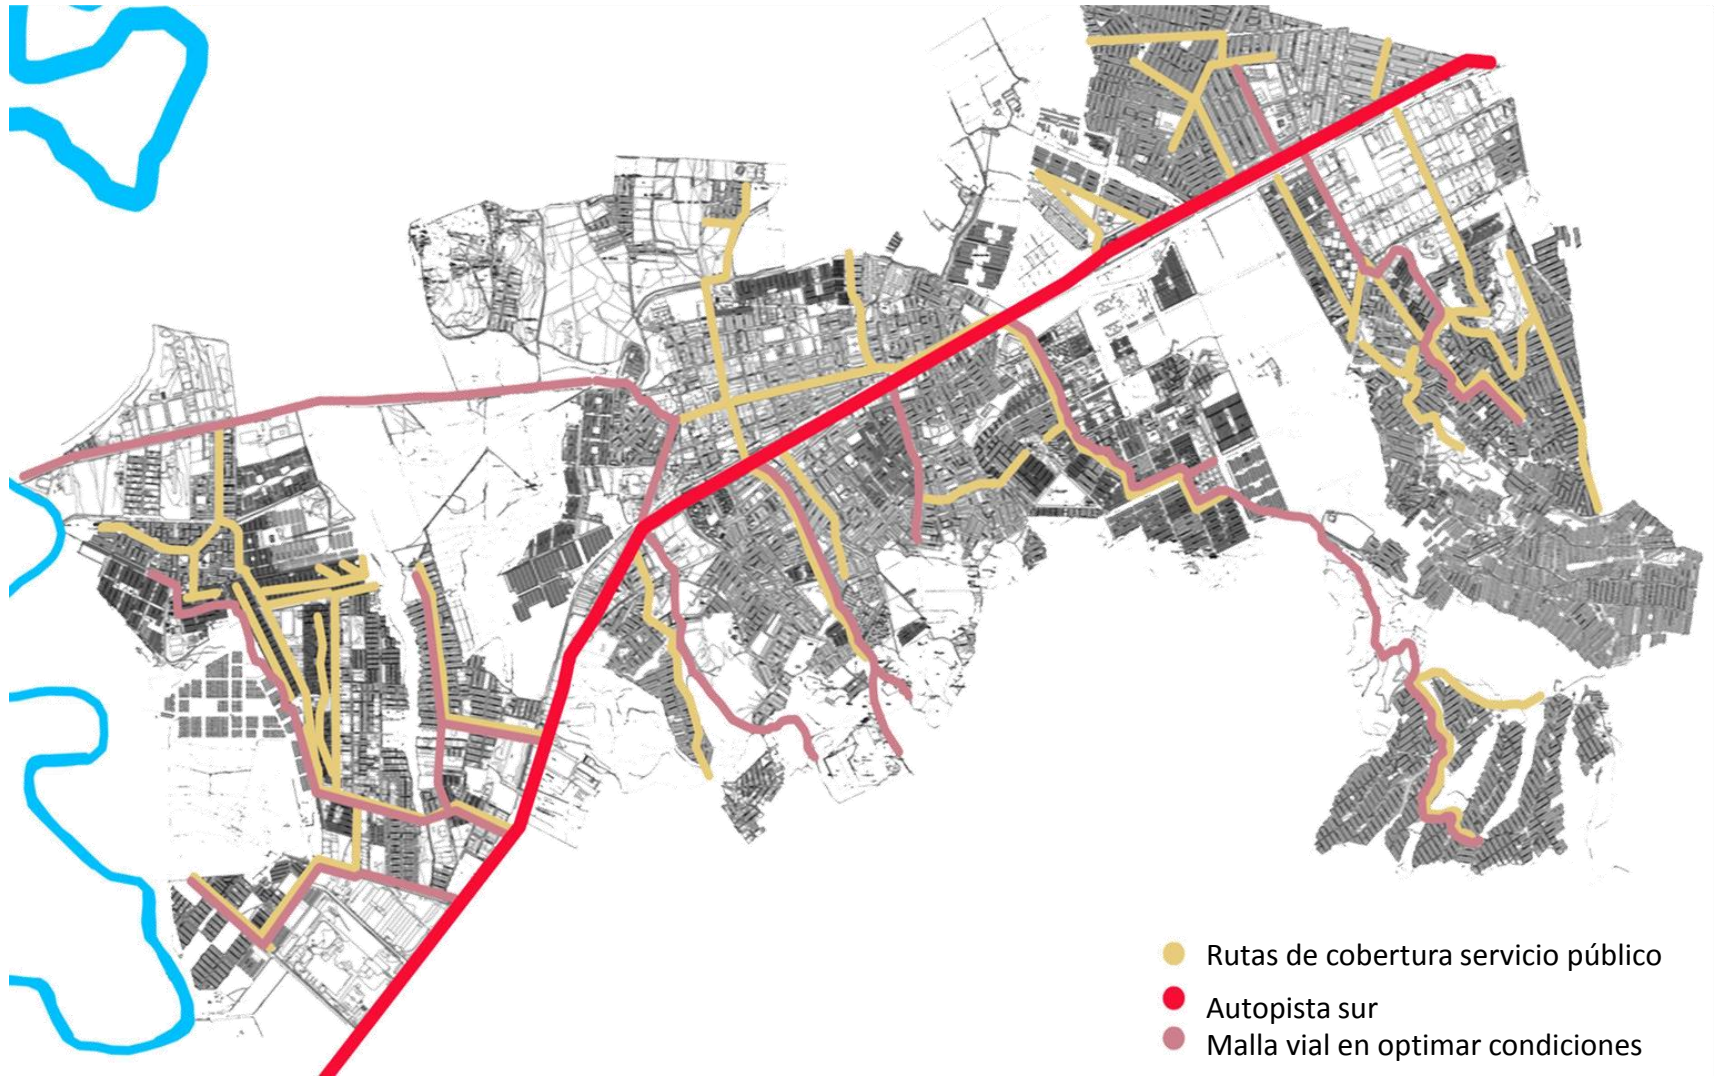 Rutas de cobertura servicio público
Autopista sur
Malla vial en optimar condiciones